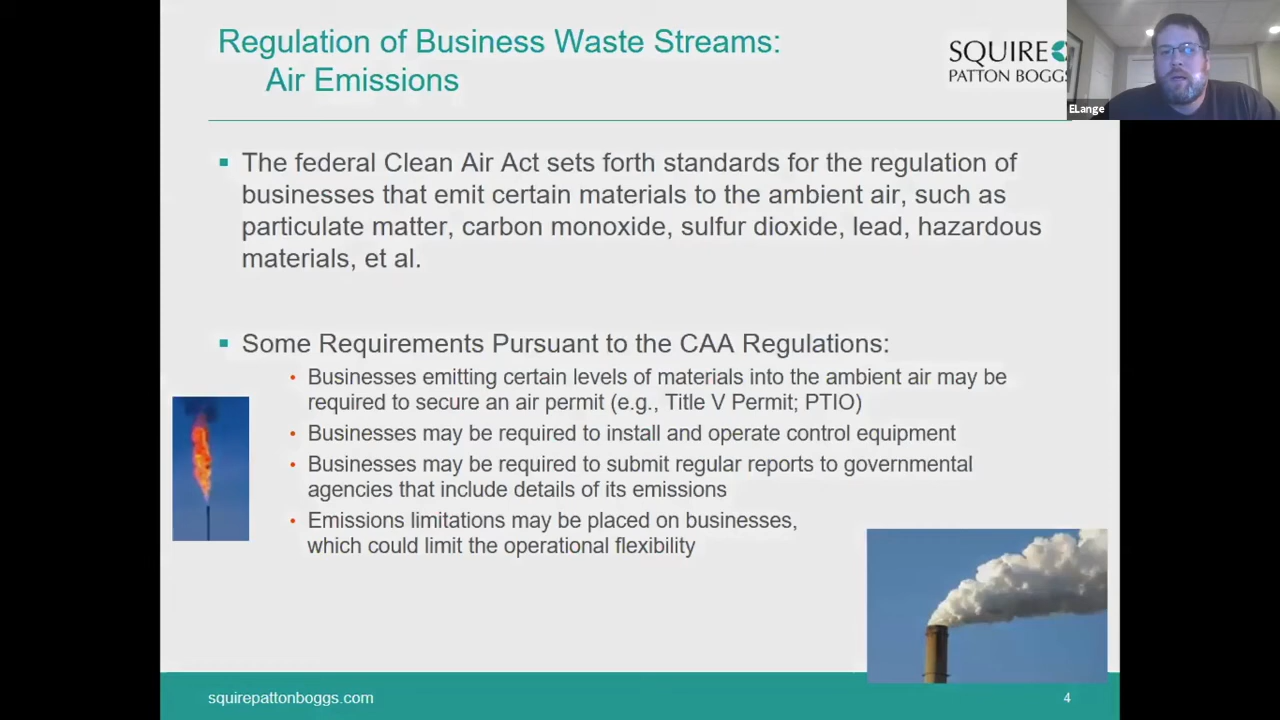 Regulation of Business Waste Streams:
Air Emissions
SQUIRE
PATTON BOGGS
ELange
The federal Clean Air Act sets forth standards for the regulation of
businesses that emit certain materials to the ambient air, such as
particulate matter, carbon monoxide, sulfur dioxide, lead, hazardous
materials, et al.
Some Requirements Pursuant to the CAA Regulations:
Businesses emitting certain levels of materials into the ambient air may be
required to secure an air permit (e.g., Title V Permit; PTIO)
Businesses may be required to install and operate control equipment
Businesses may be required to submit regular reports to governmental
agencies that include details of its emissions
Emissions limitations may be placed on businesses,
which could limit the operational flexibility
squirepattonboggs.com
4